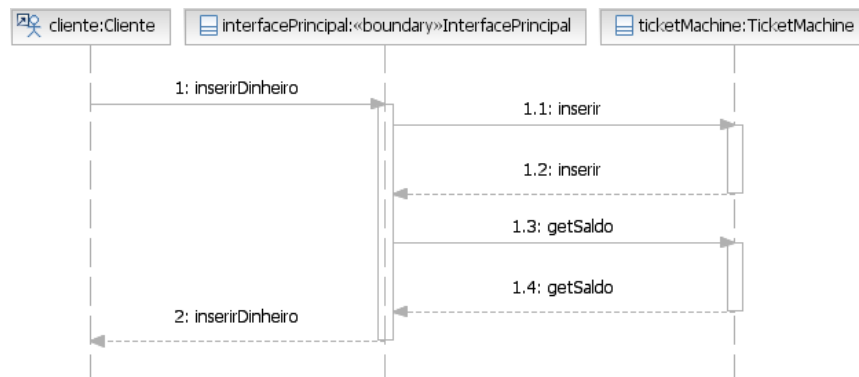 cliente:Cliente
interfacePrincipal:«boundary»InterfacePrincipal
ticketMachine:TicketMachine
1: inserirDinheiro
1.1: inserir
1.2: inserir
1.3: getSaldo
1.4: getSaldo
2: inserirDinheiro